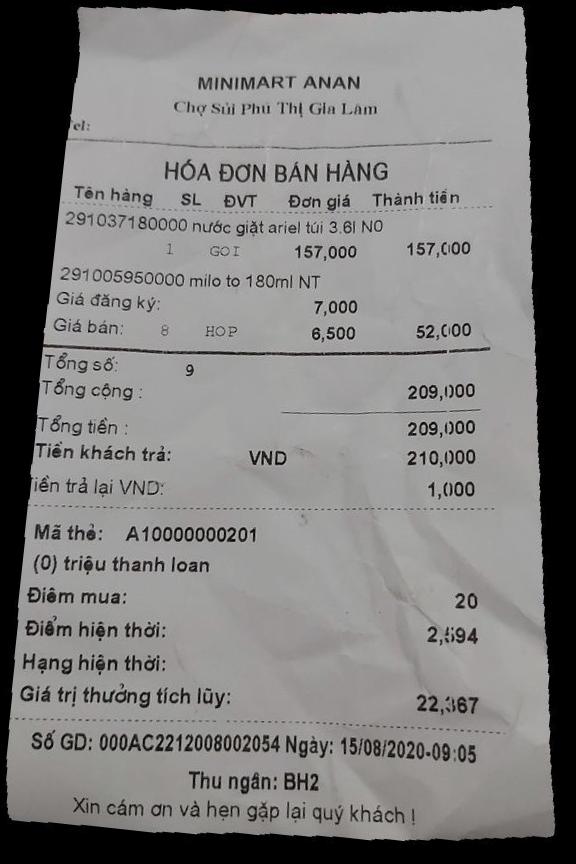 MINIMART ANAN
Chợ Sủi Phú Thị Gia Lâm
Tel:
HÓA ĐƠN BÁN HÀNG
Tên hàng SL ĐVT Đơn giá Thành tiền
291037180000 nước giặt ariel túi 3.6l N0
1 GOI 157,000 157,000
291005950000 milo to 180ml NT
Giá đăng ký: 7,000
Giá bán: 8 HOP 6,500 52,000
Tổng số: 9
Tổng cộng : 209,000
Tổng tiền : 209,000
Tiền khách trả: VND 210,000
Tiền trả lại VND: 1,000
Mã thẻ: A10000000201
(0) triệu thanh loan
Điêm mua: 20
Điểm hiện thời: 2,594
Hạng hiện thời:
Giá trị thưởng tích lũy: 22,367
Số GD: 000AC2212008002054 Ngày: 15/08/2020-09:05
Thu ngân: BH2
Xin cám ơn và hẹn gặp lại quý khách !